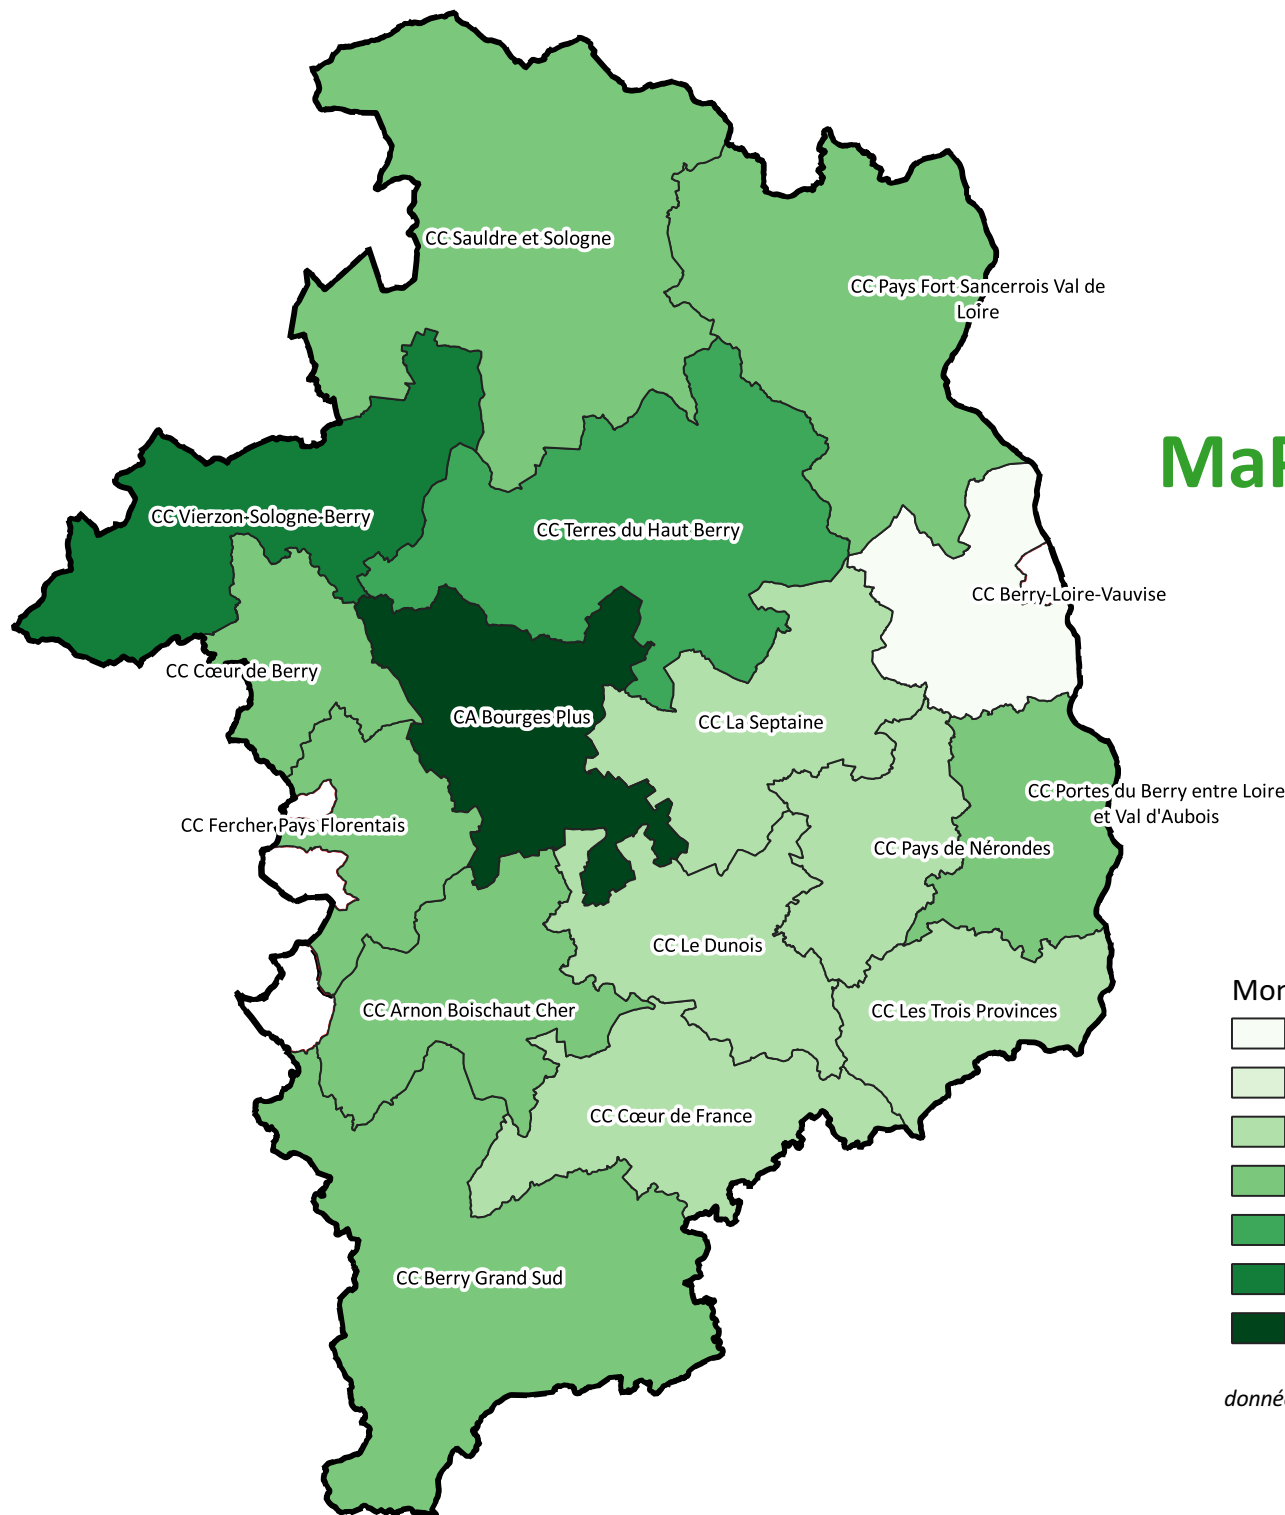 CC Sauldre et Sologne
CC Pays Fort Sancerrois Val de
Loire
MaP
CC Vierzon-Sologne-Berry
CC Terres du Haut Berry
CC Berry-Loire-Vauvise
CC Cœur de Berry
CA Bourges Plus
CC La Septaine
CC Portes du Berry entre Loire
et Val d'Aubois
CC Fercher Pays Florentais
CC Pays de Nérondes
CC Le Dunois
Mon
CC Arnon Boischaut Cher
CC Les Trois Provinces
CC Cœur de France
CC Berry Grand Sud
donné